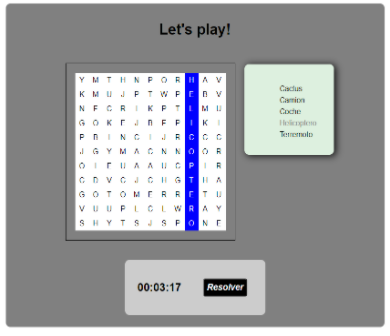 Let's play!
Y M T H N P O R H A V
K M U J P T W P E B V
N F C R I K P T L M U
G O K E J B F P I K I
P B I N C I J R C C C
J G Y M A C N N O O R
O I E U A A U C P I R
C D V C J C H G T H A
G O T O M E R R E T U
V U U P L C L W R A Y
S H Y T S J S P O N E
Cactus
Camion
Coche
Helicoptero
Terremoto
00:03:17 Resolver